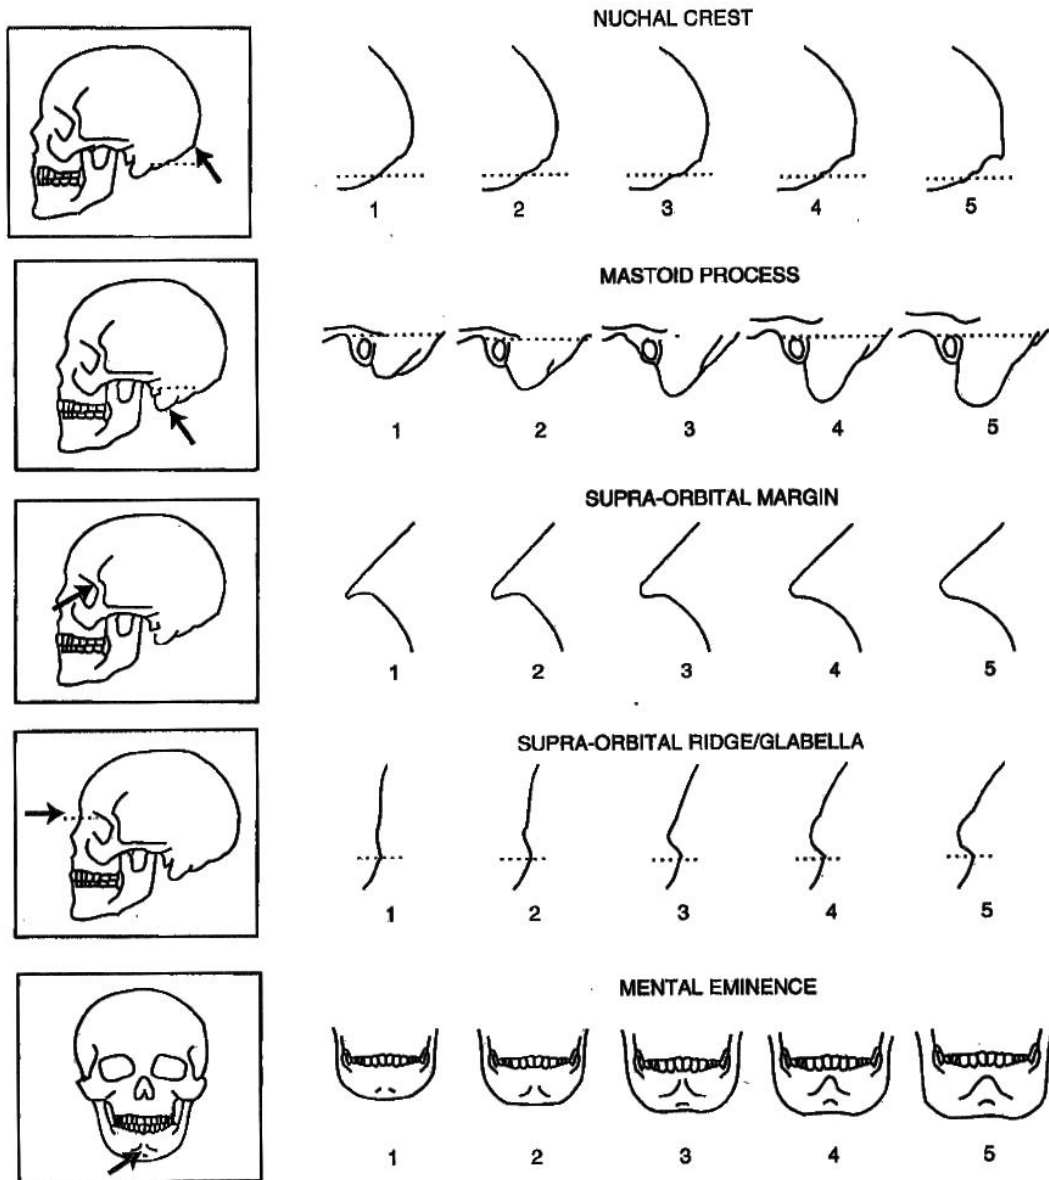 NUCHAL CREST
1 2 3 4 5
MASTOID PROCESS
1 2 3 4 5
SUPRA-ORBITAL MARGIN
1 2 3 4 5
SUPRA-ORBITAL RIDGE/GLABELLA
1 2 3 4 5
MENTAL EMINENCE
1 2 3 4 5